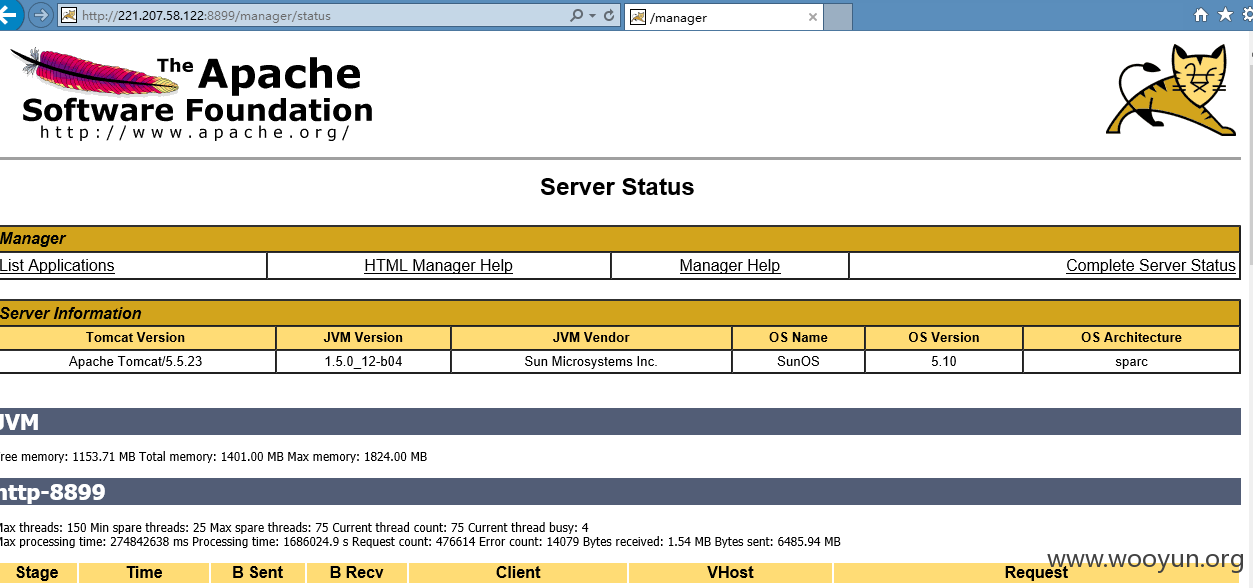 http://221.207.58.122:8899/manager/status
/manager
The Apache
Software Foundation
http://www.apache.org/
Server Status
Manager
List Applications HTML Manager Help Manager Help Complete Server Status
Server Information
Tomcat Version JVM Version JVM Vendor OS Name OS Version OS Architecture
Apache Tomcat/5.5.23 1.5.0_12-b04 Sun Microsystems Inc. SunOS 5.10 sparc
JVM
ree memory: 1153.71 MB Total memory: 1401.00 MB Max memory: 1824.00 MB
http-8899
Max threads: 150 Min spare threads: 25 Max spare threads: 75 Current thread count: 75 Current thread busy: 4
Max processing time: 274842638 ms Processing time: 1686024.9 s Request count: 476614 Error count: 14079 Bytes received: 1.54 MB Bytes sent: 6485.94 MB
Stage Time B Sent B Recv Client VHost Request
www.wooyun.org